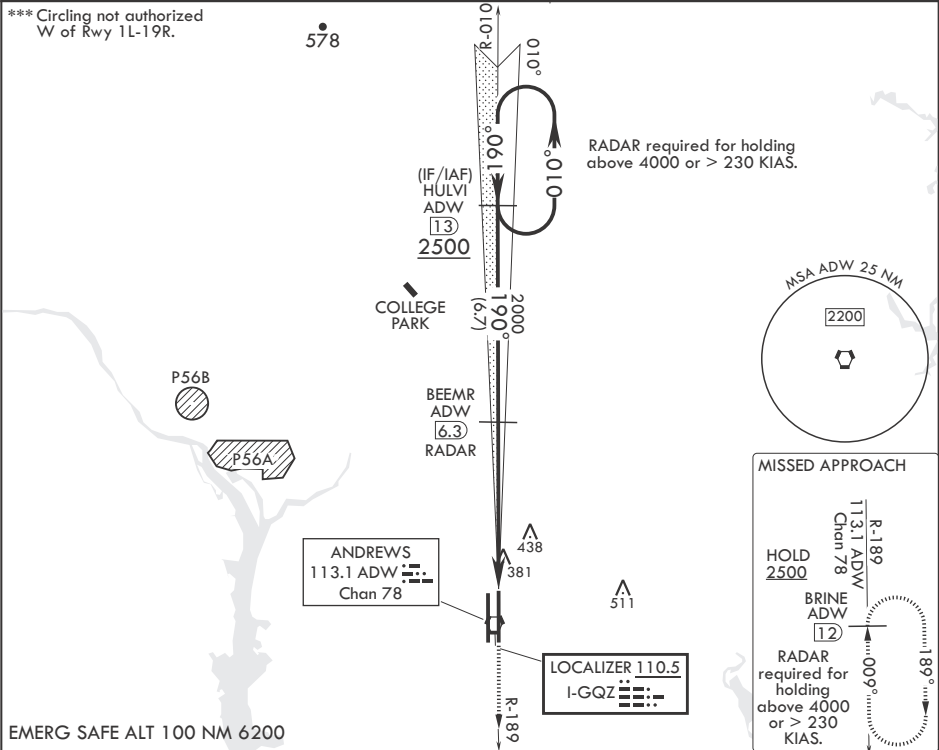 *** Circling not authorized
W of Rwy 1L-19R.
578
R-010
010°
190°
010°
RADAR required for holding
above 4000 or > 230 KIAS.
(IF/IAF)
HULVI
ADW
13
2500
COLLEGE
PARK
2000
190°
(6.7)
MSA ADW 25 NM
2200
P56B
P56A
BEEMR
ADW
6.3
RADAR
438
381
511
ANDREWS
113.1 ADW
Chan 78
LOCALIZER 110.5
I-GQZ
R-189
MISSED APPROACH
R-189
113.1 ADW
Chan 78
HOLD
2500
BRINE
ADW
12
RADAR
required for
holding
above 4000
or > 230
KIAS.
009°
189°
EMERG SAFE ALT 100 NM 6200